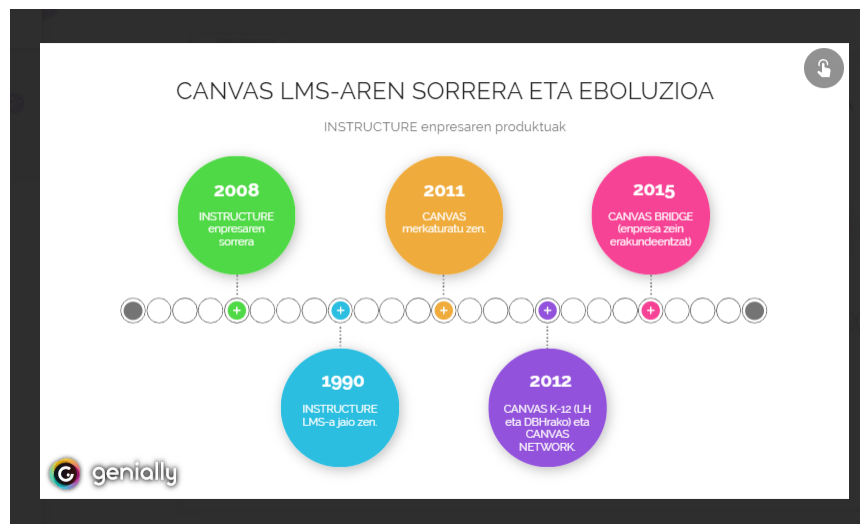 CANVAS LMS-AREN SORRERA ETA EBOLUZIOA
INSTRUCTURE enpresaren produktuak
2008
INSTRUCTURE
enpresaren
sorrera
2011
CANVAS
merkaturatu zen.
2015
CANVAS BRIDGE
(enpresa zein
erakundeentzat)
1990
INSTRUCTURE
LMS-a jaio zen.
2012
CANVAS K-12 (LH
eta DBHrako) eta
CANVAS
NETWORK.
genially